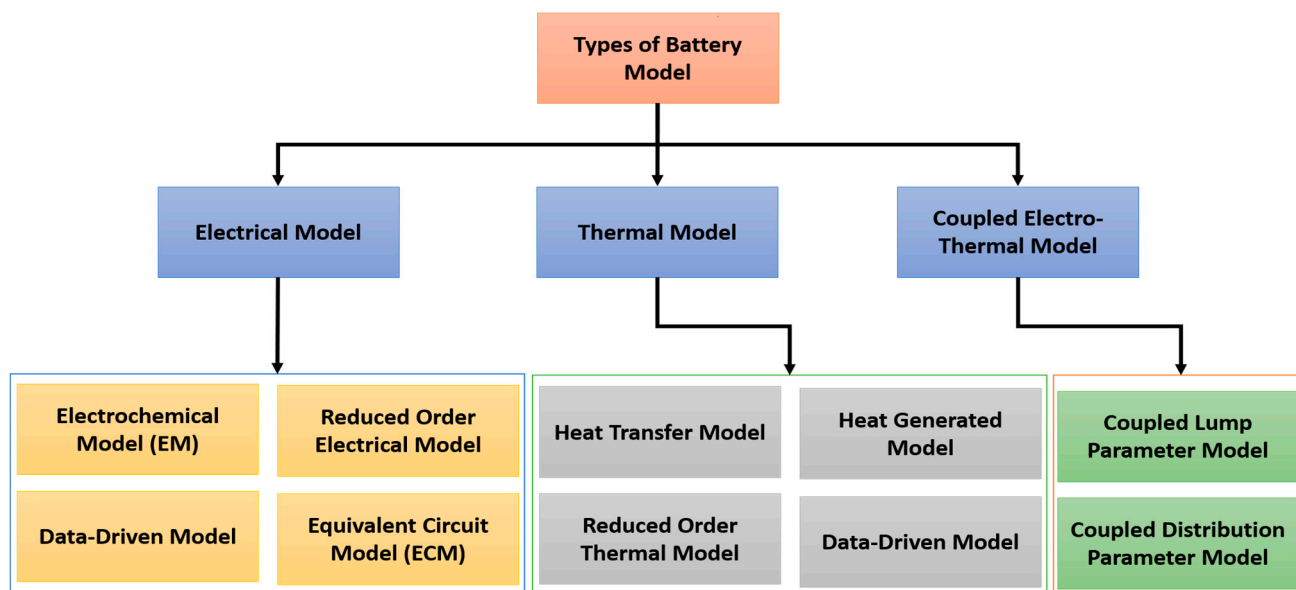 Types of Battery
Model
Electrical Model
Thermal Model
Coupled Electro-
Thermal Model
Electrochemical
Model (EM)
Reduced Order
Electrical Model
Data-Driven Model
Equivalent Circuit
Model (ECM)
Heat Transfer Model
Heat Generated
Model
Reduced Order
Thermal Model
Data-Driven Model
Coupled Lump
Parameter Model
Coupled Distribution
Parameter Model